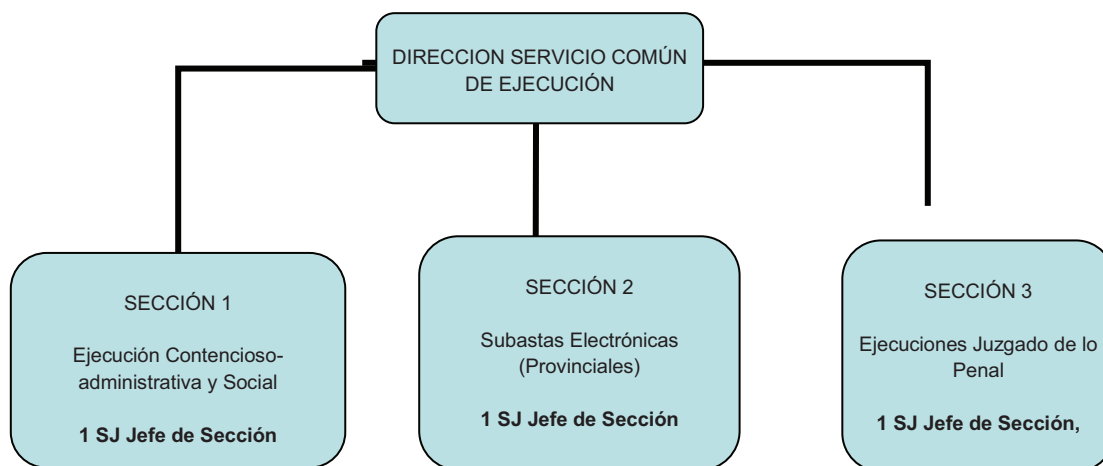 DIRECCION SERVICIO COMÚN
DE EJECUCIÓN
SECCIÓN 1
Ejecución Contencioso-
administrativa y Social
1 SJ Jefe de Sección
SECCIÓN 2
Subastas Electrónicas
(Provinciales)
1 SJ Jefe de Sección
SECCIÓN 3
Ejecuciones Juzgado de lo
Penal
1 SJ Jefe de Sección,